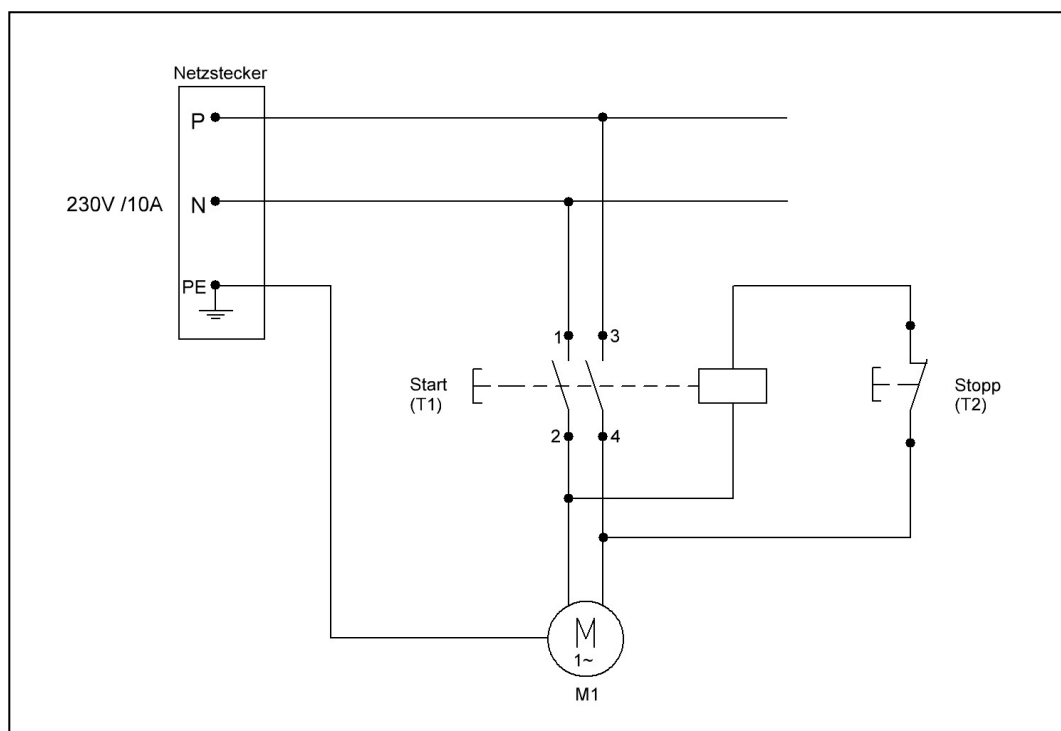 Netzstecker
P
230V /10A
N
PE
1
3
Start
(T1)
Stopp
(T2)
2
4
M
1~
M1